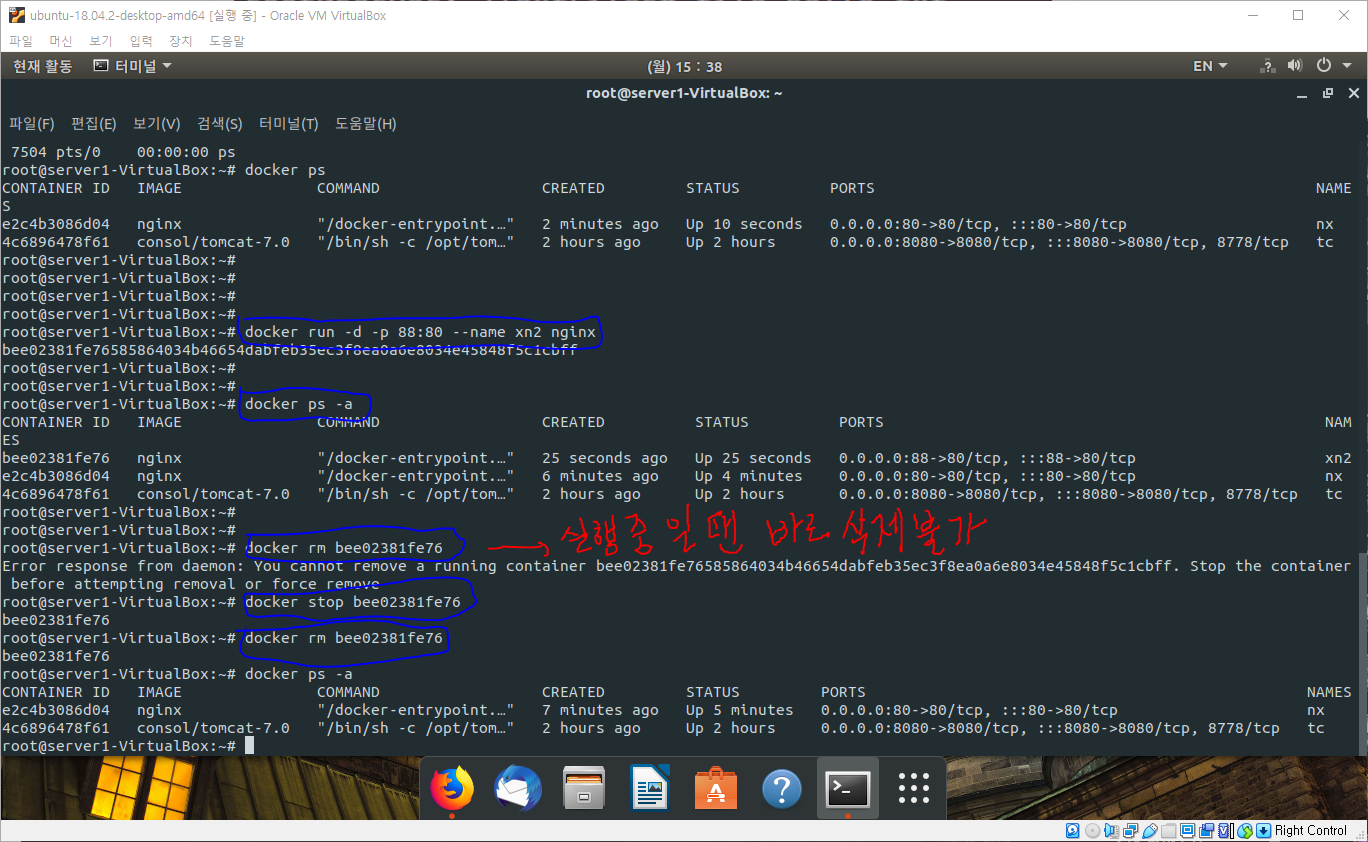 ubuntu-18.04.2-desktop-amd64 [실행 중] - Oracle VM VirtualBox
파일 머신 보기 입력 장치 도움말
현재 활동 터미널 (월) 15 : 38 EN
root@server1-VirtualBox: ~
파일(F) 편집(E) 보기(V) 검색(S) 터미널(T) 도움말(H)
7504 pts/0 00:00:00 ps
root@server1-VirtualBox:~# docker ps
CONTAINER ID IMAGE COMMAND CREATED STATUS PORTS NAME
S
e2c4b3086d04 nginx "/docker-entrypoint.…" 2 minutes ago Up 10 seconds 0.0.0.0:80->80/tcp, :::80->80/tcp nx
4c6896478f61 consol/tomcat-7.0 "/bin/sh -c /opt/tom…" 2 hours ago Up 2 hours 0.0.0.0:8080->8080/tcp, :::8080->8080/tcp, 8778/tcp tc
root@server1-VirtualBox:~#
root@server1-VirtualBox:~#
root@server1-VirtualBox:~#
root@server1-VirtualBox:~#
root@server1-VirtualBox:~# docker run -d -p 88:80 --name xn2 nginx
bee02381fe76585864034b46654dabfeb35ec3f8ea0a6e8034e45848f5c1cbff
root@server1-VirtualBox:~#
root@server1-VirtualBox:~#
root@server1-VirtualBox:~# docker ps -a
CONTAINER ID IMAGE COMMAND CREATED STATUS PORTS NAM
ES
bee02381fe76 nginx "/docker-entrypoint.…" 25 seconds ago Up 25 seconds 0.0.0.0:88->80/tcp, :::88->80/tcp xn2
e2c4b3086d04 nginx "/docker-entrypoint.…" 6 minutes ago Up 4 minutes 0.0.0.0:80->80/tcp, :::80->80/tcp nx
4c6896478f61 consol/tomcat-7.0 "/bin/sh -c /opt/tom…" 2 hours ago Up 2 hours 0.0.0.0:8080->8080/tcp, :::8080->8080/tcp, 8778/tcp tc
root@server1-VirtualBox:~#
root@server1-VirtualBox:~#
root@server1-VirtualBox:~# docker rm bee02381fe76 → 실행중 일땐 바로 삭제불가
Error response from daemon: You cannot remove a running container bee02381fe76585864034b46654dabfeb35ec3f8ea0a6e8034e45848f5c1cbff. Stop the container
before attempting removal or force remove
root@server1-VirtualBox:~# docker stop bee02381fe76
bee02381fe76
root@server1-VirtualBox:~# docker rm bee02381fe76
bee02381fe76
root@server1-VirtualBox:~# docker ps -a
CONTAINER ID IMAGE COMMAND CREATED STATUS PORTS NAMES
e2c4b3086d04 nginx "/docker-entrypoint.…" 7 minutes ago Up 5 minutes 0.0.0.0:80->80/tcp, :::80->80/tcp nx
4c6896478f61 consol/tomcat-7.0 "/bin/sh -c /opt/tom…" 2 hours ago Up 2 hours 0.0.0.0:8080->8080/tcp, :::8080->8080/tcp, 8778/tcp tc
root@server1-VirtualBox:~#
Right Control